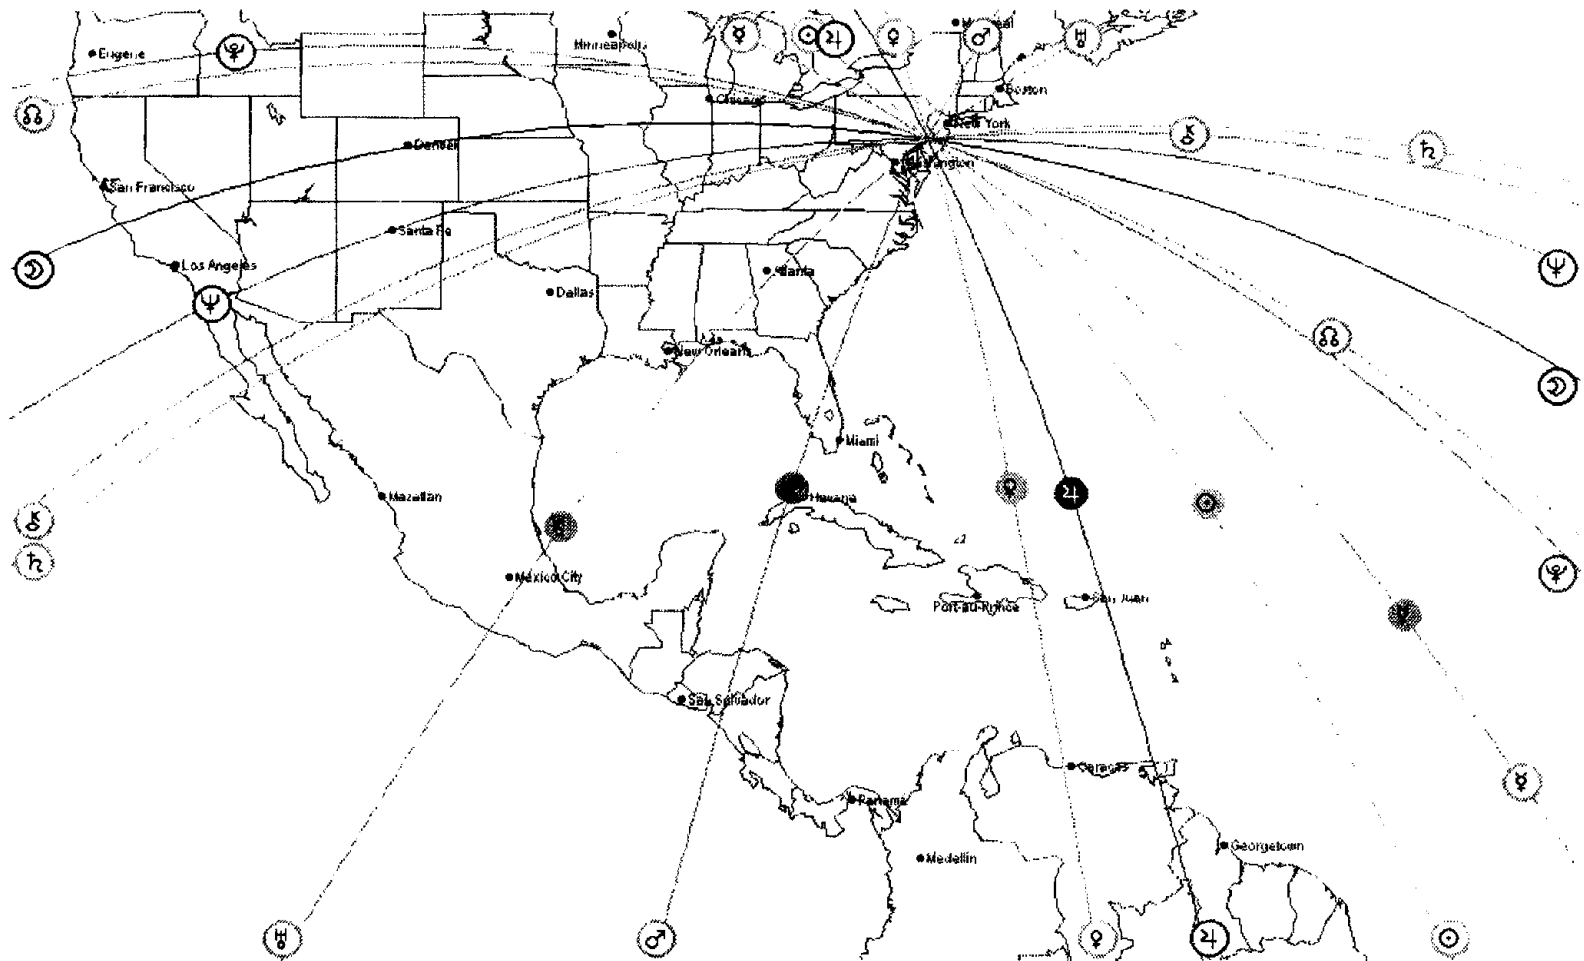 Eugene
Minneapolis
Boston
Chicago
New York
Denver
Washington
San Francisco
Santa Fe
Los Angeles
Atlanta
Dallas
New Orleans
Miami
Mazatlan
Havana
Mexico City
Port-au-Prince
San Juan
San Salvador
Caracas
Panama
Georgetown
Medellin